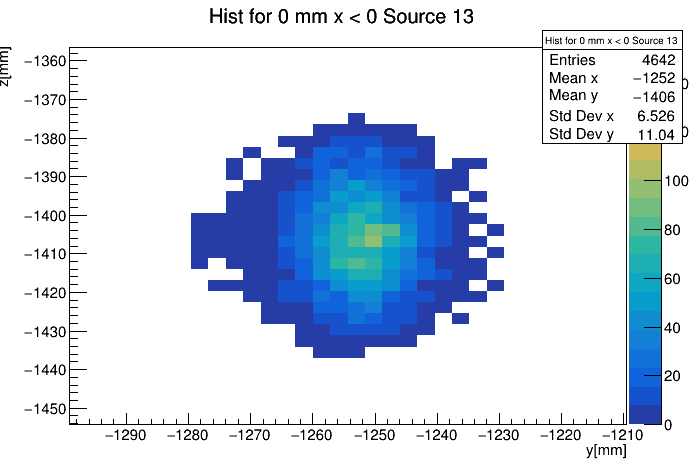 Hist for 0 mm x < 0 Source 13
Hist for 0 mm x < 0 Source 13
Entries 4642
Mean x −1252
Mean y −1406
Std Dev x 6.526
Std Dev y 11.04
z[mm]
−1360
−1370
−1380
−1390
−1400
−1410
−1420
−1430
−1440
−1450
100
80
60
40
20
0
−1290 −1280 −1270 −1260 −1250 −1240 −1230 −1220 −1210
y[mm]